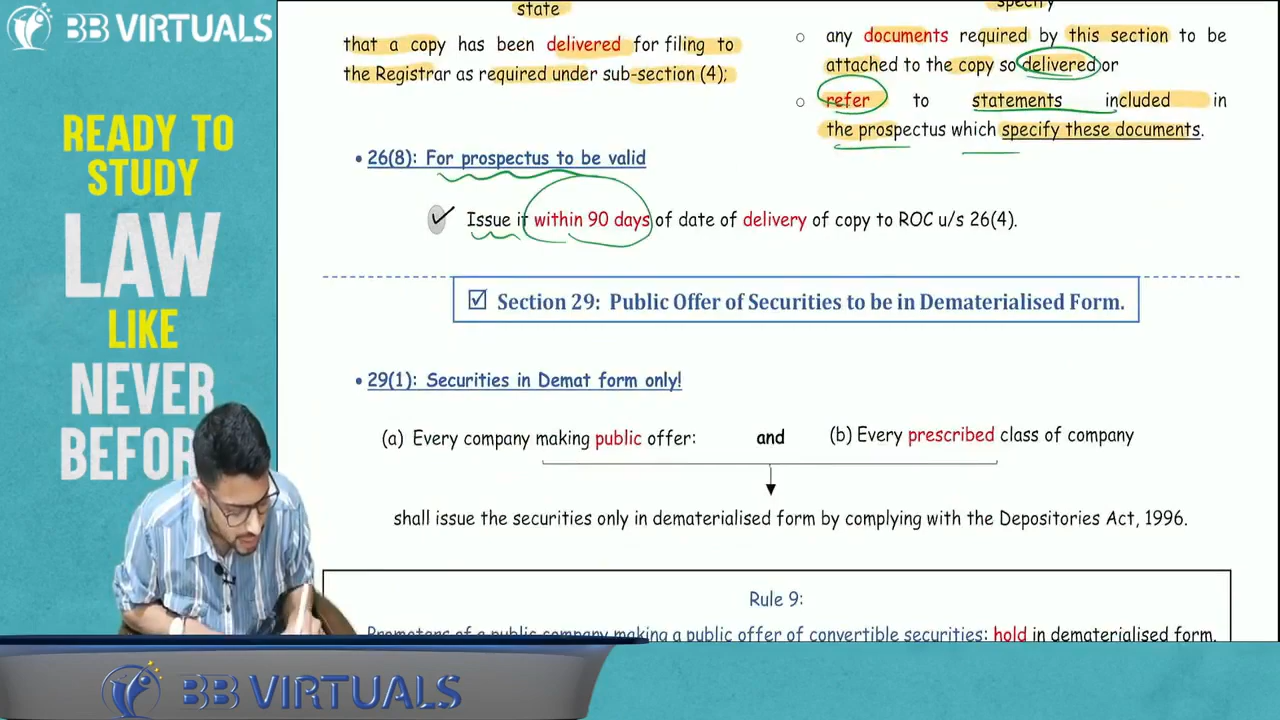 BB VIRTUALS
READY TO
STUDY
LAW
LIKE
NEVER
state
that a copy has been delivered for filing to
the Registrar as required under sub-section (4);
specify
○ any documents required by this section to be
attached to the copy so delivered or
○ refer to statements included in
the prospectus which specify these documents.
• 26(8): For prospectus to be valid
Issue it within 90 days of date of delivery of copy to ROC u/s 26(4).
Section 29: Public Offer of Securities to be in Dematerialised Form.
• 29(1): Securities in Demat form only!
(a) Every company making public offer: and (b) Every prescribed class of company
shall issue the securities only in dematerialised form by complying with the Depositories Act, 1996.
Rule 9:
Promoters of a public company making a public offer of convertible securities: hold in dematerialised form.
BB VIRTUALS